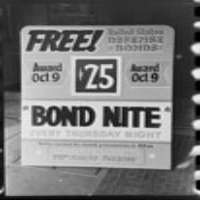 FREE! United States
DEFENSE
BONDS
Award
Oct 9
$25
Award
Oct 9
"BOND NITE"
EVERY THURSDAY NIGHT